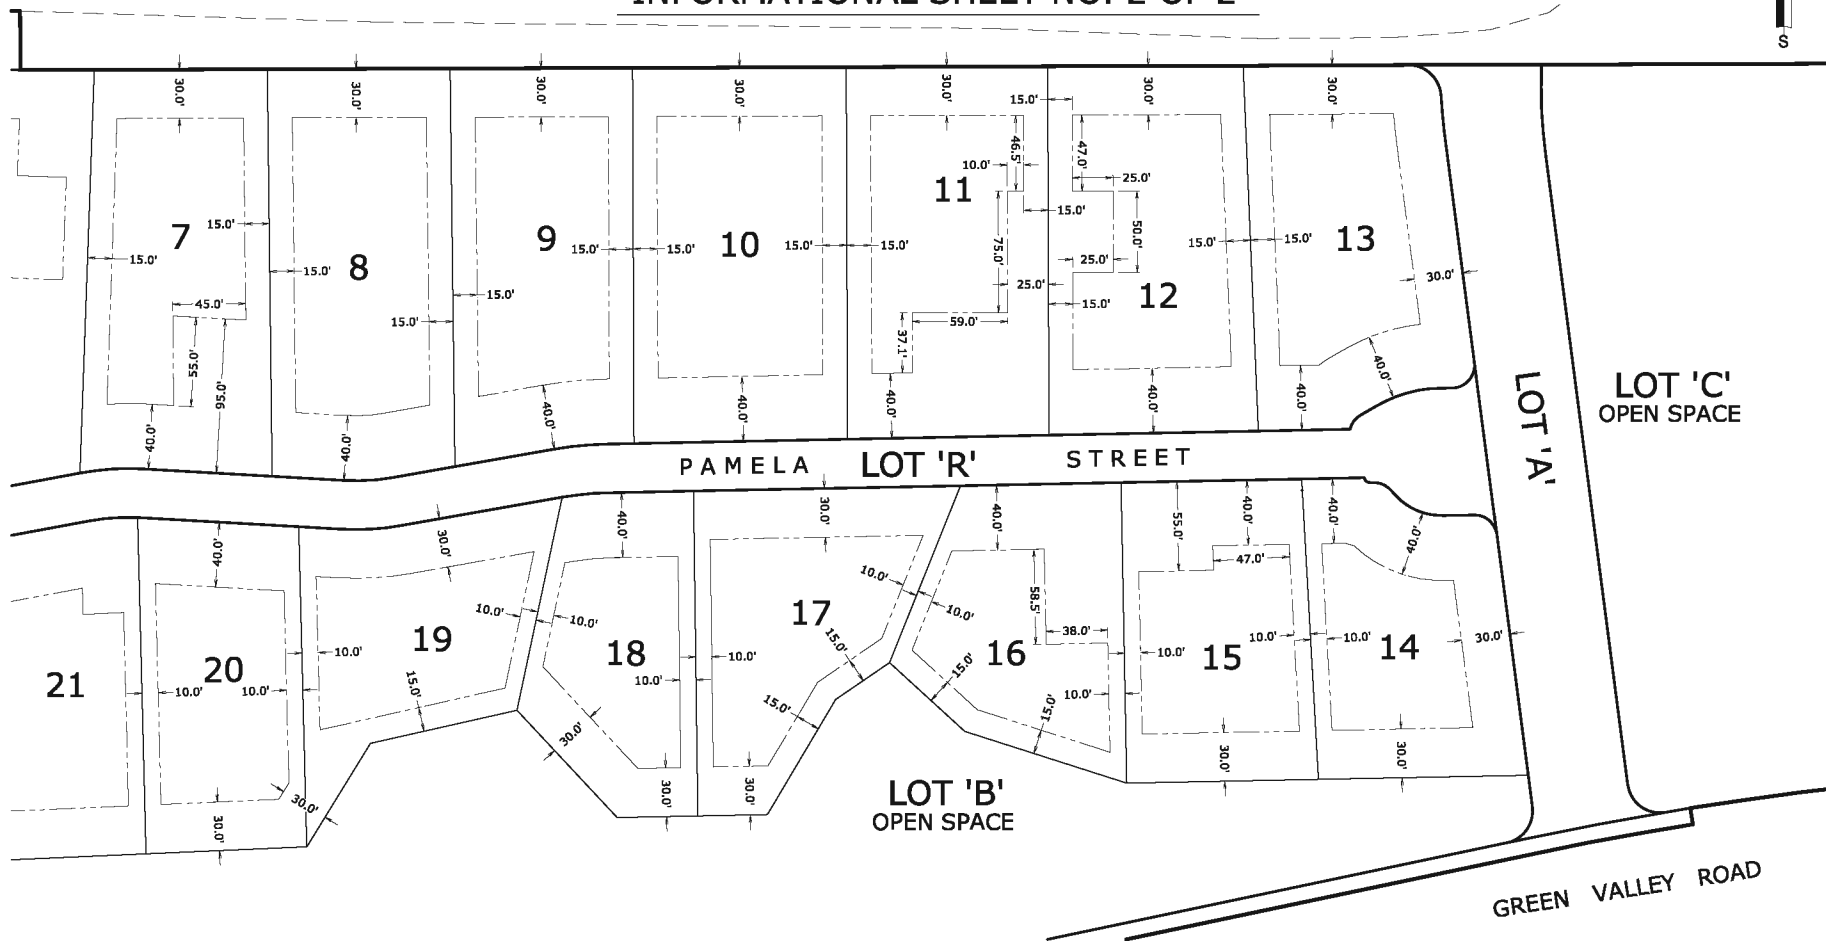 INFORMATIONAL SHEET NO. 2 OF 2
S
30.0' 30.0' 30.0' 30.0' 30.0' 30.0' 30.0'
15.0'
46.5' 47.0'
10.0' 25.0'
11
15.0' 15.0' 50.0'
7 8 9 10 12 13
15.0' 15.0' 15.0' 15.0' 15.0' 15.0' 15.0'
15.0' 15.0' 75.0' 25.0' 30.0'
15.0' 25.0' 15.0'
45.0' 15.0' 59.0'
55.0' 95.0' 37.1' 40.0'
40.0' 40.0' 40.0' 40.0' 40.0' 40.0' 40.0'
LOT 'A'
LOT 'C'
OPEN SPACE
PAMELA LOT 'R' STREET
40.0' 30.0' 40.0' 30.0' 40.0' 55.0' 40.0' 40.0' 40.0'
47.0'
10.0' 10.0' 58.5'
10.0' 10.0' 38.0'
21 20 19 18 17 16 15 14
10.0' 10.0' 15.0' 15.0' 10.0' 10.0' 10.0' 30.0'
10.0' 10.0' 15.0' 10.0' 15.0' 15.0' 10.0'
30.0' 30.0' 30.0' 30.0' 30.0' 30.0' 30.0'
LOT 'B'
OPEN SPACE
GREEN VALLEY ROAD